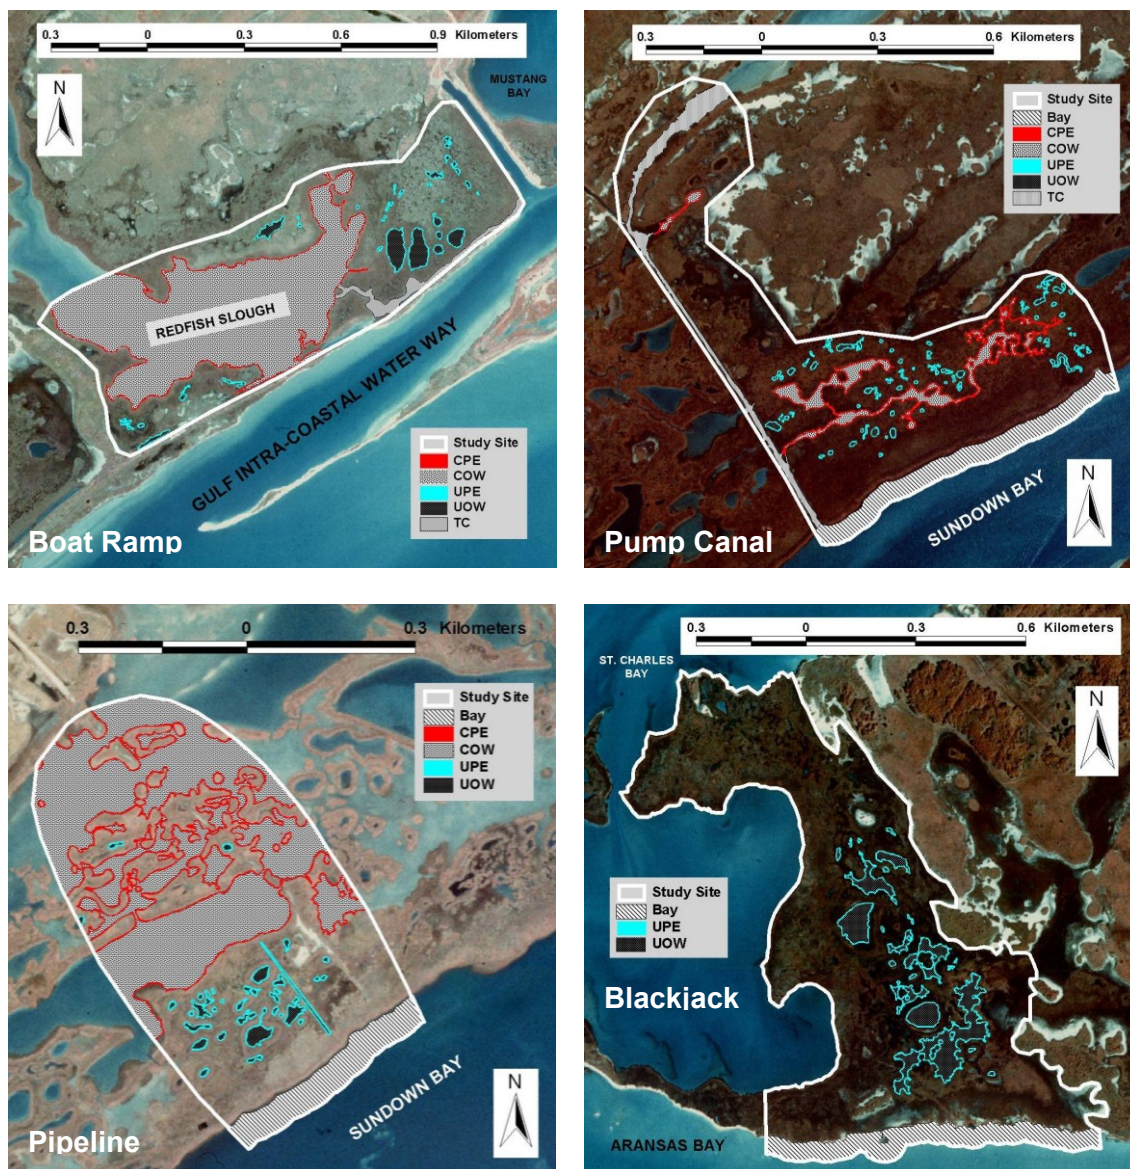 0.3 0 0.3 0.6 0.9 Kilometers
MUSTANG
BAY
N
REDFISH SLOUGH
GULF INTRA-COASTAL WATER WAY
Study Site
CPE
COW
UPE
UOW
TC
Boat Ramp
0.3 0 0.3 0.6 Kilometers
Study Site
Bay
CPE
COW
UPE
UOW
TC
N
SUNDOWN BAY
Pump Canal
0.3 0 0.3 Kilometers
Study Site
Bay
CPE
COW
UPE
UOW
N
SUNDOWN BAY
Pipeline
0.3 0 0.3 0.6 Kilometers
ST. CHARLES
BAY
N
Study Site
Bay
UPE
UOW
Blackjack
ARANSAS BAY